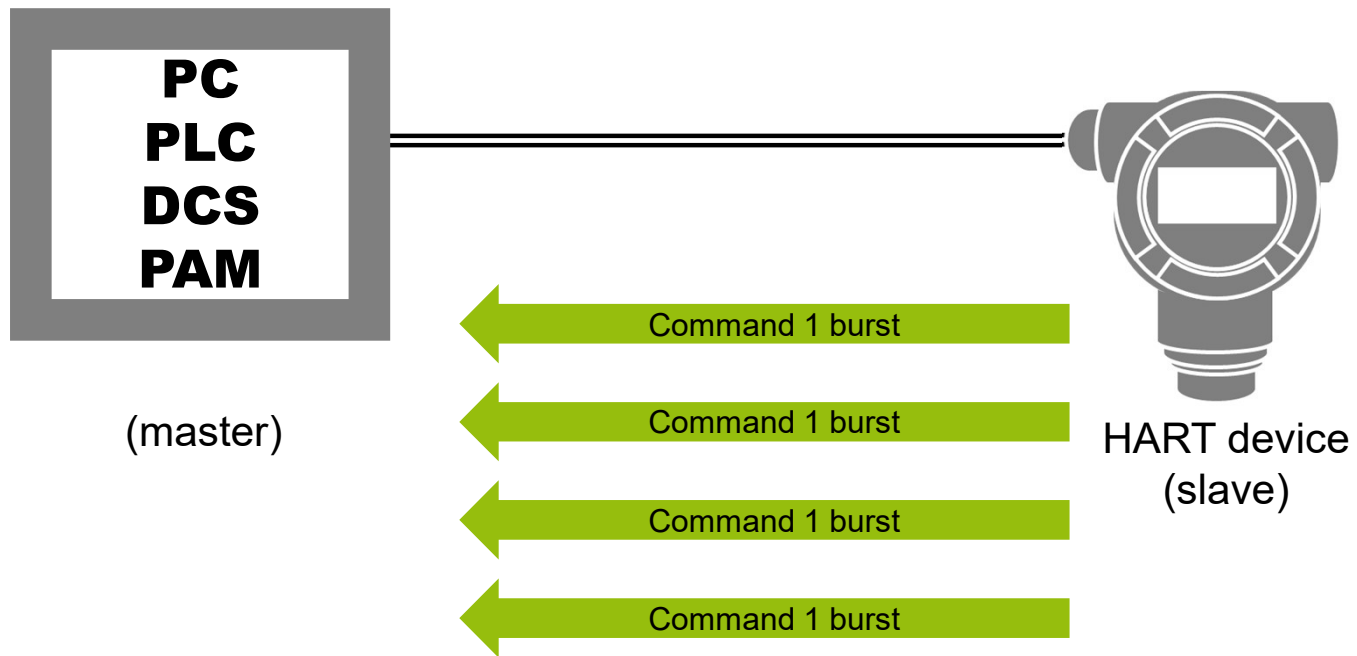 PC
PLC
DCS
PAM
(master)
Command 1 burst
Command 1 burst
Command 1 burst
Command 1 burst
HART device
(slave)